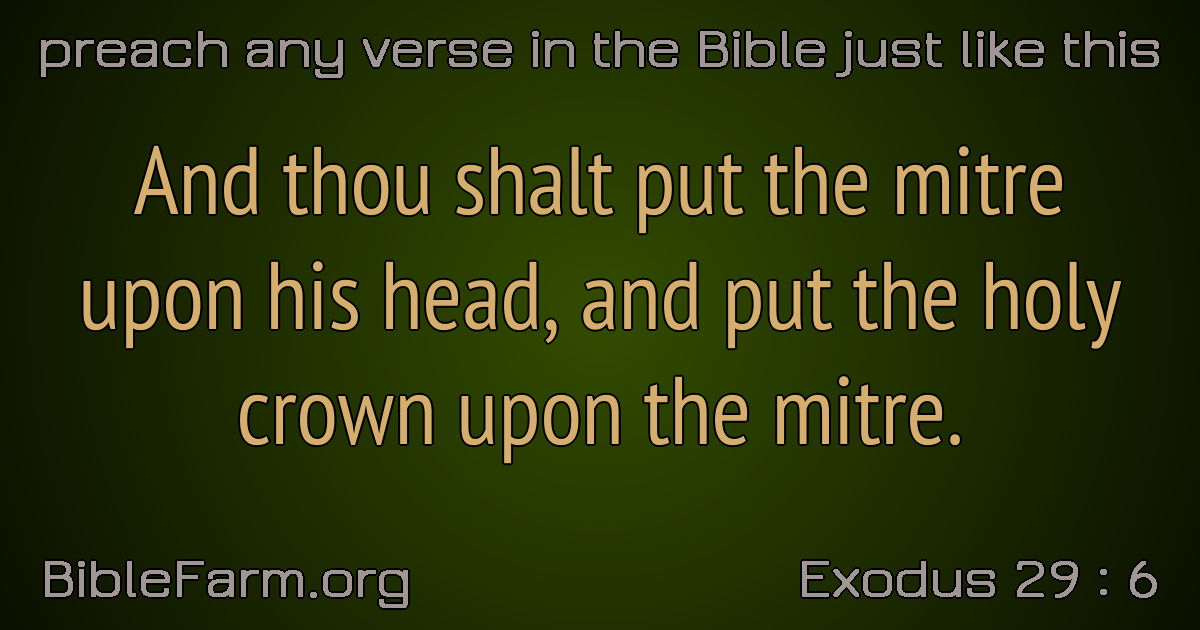 preach any verse in the Bible just like this
And thou shalt put the mitre
upon his head, and put the holy
crown upon the mitre.
BibleFarm.org
Exodus 29 : 6